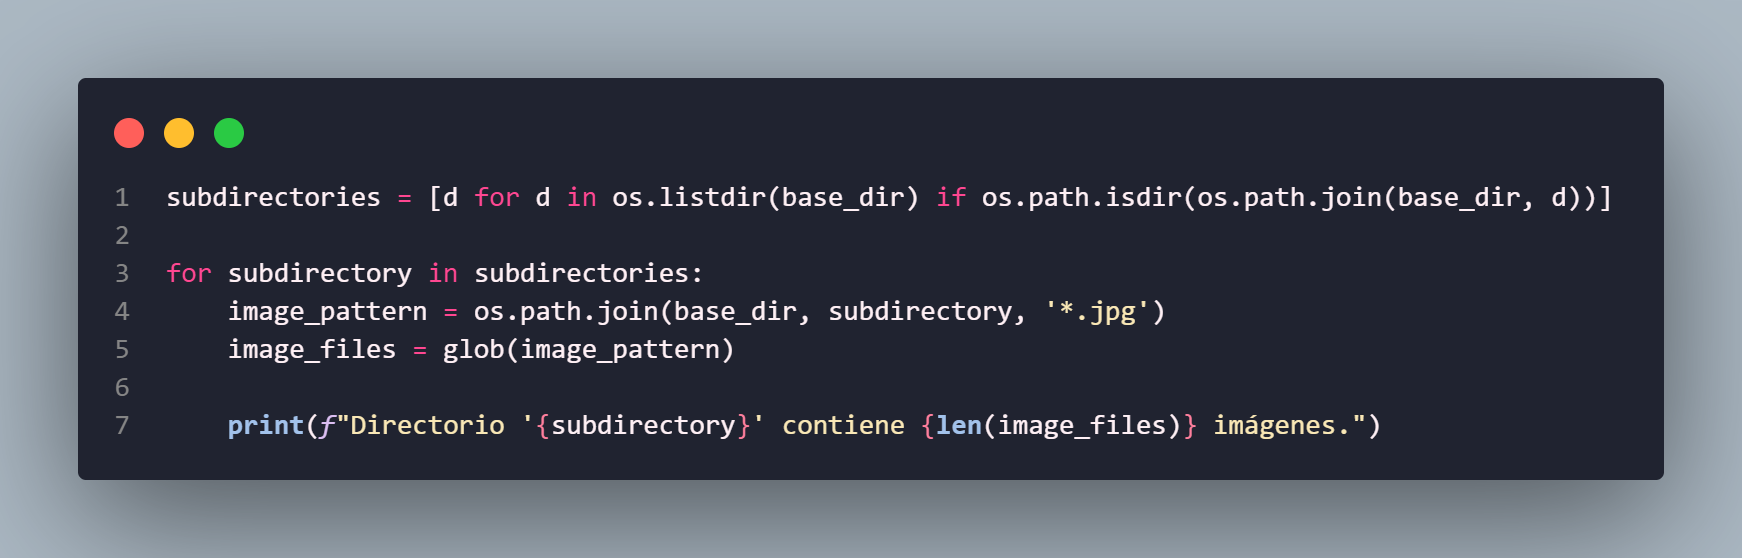 1 subdirectories = [d for d in os.listdir(base_dir) if os.path.isdir(os.path.join(base_dir, d))]
2
3 for subdirectory in subdirectories:
4     image_pattern = os.path.join(base_dir, subdirectory, '*.jpg')
5     image_files = glob(image_pattern)
6
7     print(f"Directorio '{subdirectory}' contiene {len(image_files)} imágenes.")